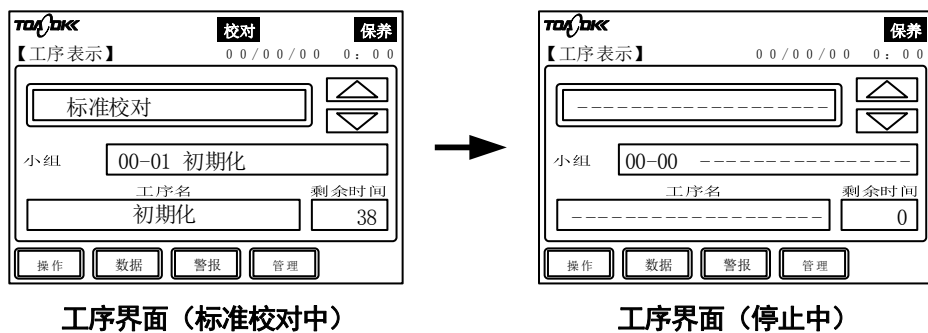 TOADKK 校对 保养
【工序表示】 00/00/00 0:00
标准校对
小组 00-01 初期化
工序名 剩余时间
初期化 38
操作 数据 警报 管理
工序界面（标准校对中）
TOADKK 保养
【工序表示】 00/00/00 0:00
-------------------
小组 00-00 ----------------
工序名 剩余时间
------------------- 0
操作 数据 警报 管理
工序界面（停止中）